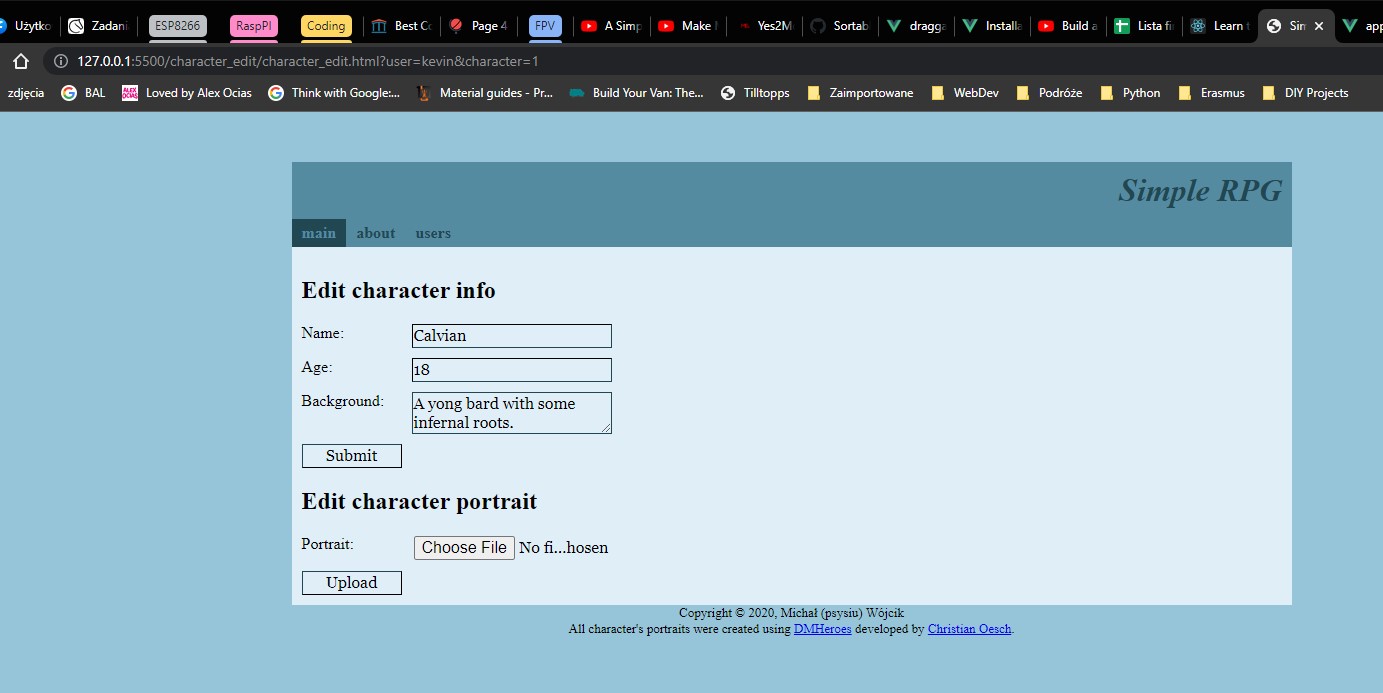 Użytko Zadani ESP8266 RaspPI Coding Best Co Page 4 FPV A Simp Make Yes2M Sortab dragga Installa Build a Lista fi Learn t Sim app
127.0.0.1:5500/character_edit/character_edit.html?user=kevin&character=1
zdjęcia BAL Loved by Alex Ocias Think with Google:... Material guides - Pr... Build Your Van: The... Tilltopps Zaimportowane WebDev Podróże Python Erasmus DIY Projects
Simple RPG
main about users
Edit character info
Name: Calvian
Age: 18
Background: A yong bard with some
infernal roots.
Submit
Edit character portrait
Portrait: Choose File No fi...hosen
Upload
Copyright © 2020, Michał (psysiu) Wójcik
All character's portraits were created using DMHeroes developed by Christian Oesch.